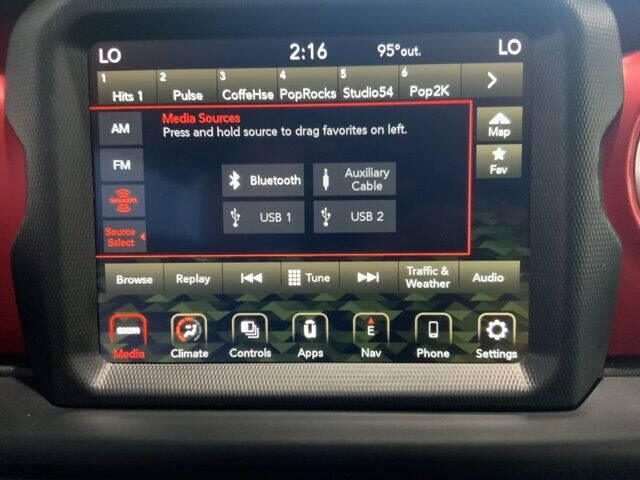 LO 2:16 95°out. LO
1 2 3 4 5 6
Hits 1 Pulse CoffeHse PopRocks Studio54 Pop2K
Media Sources
Press and hold source to drag favorites on left.
AM
FM
SiriusXM
Source
Select
Bluetooth
Auxiliary
Cable
USB 1
USB 2
Map
Fav
Browse Replay Tune Traffic &
Weather Audio
E
Media Climate Controls Apps Nav Phone Settings